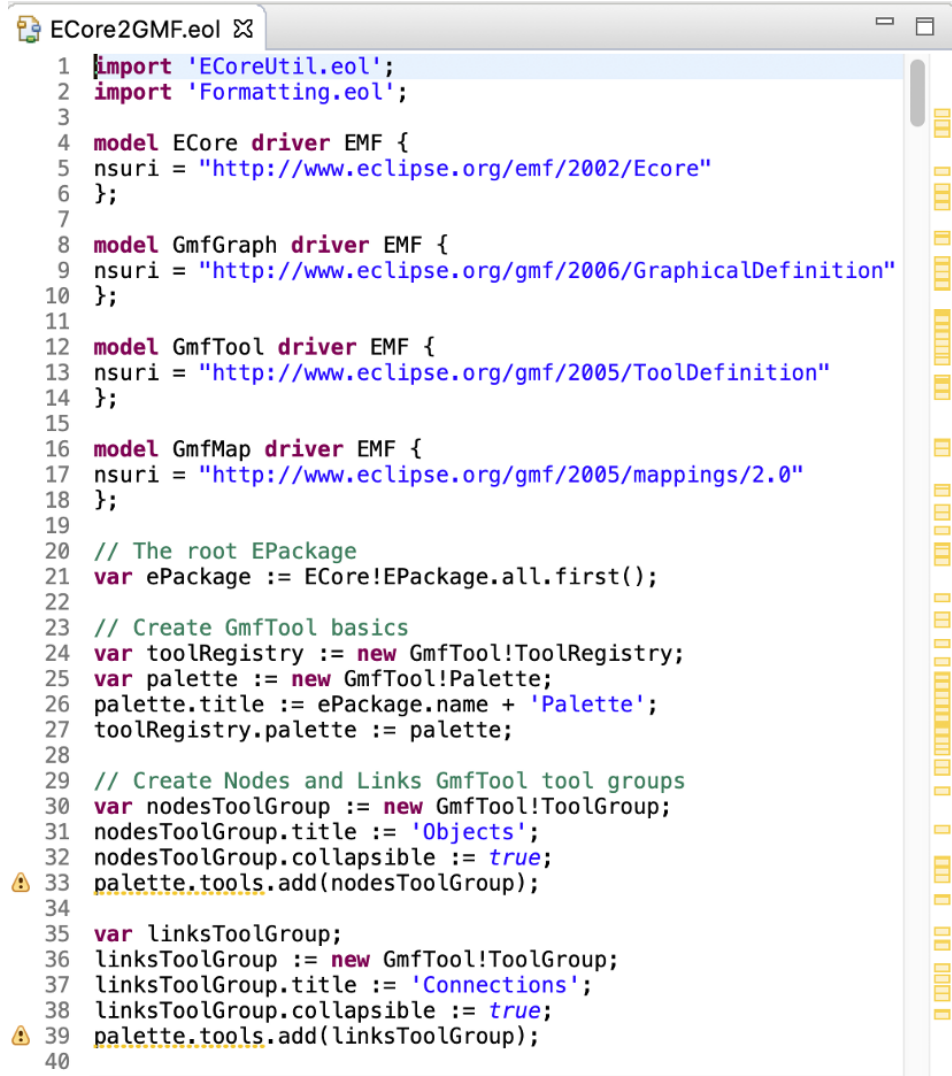 ECore2GMF.eol
1 import 'ECoreUtil.eol';
2 import 'Formatting.eol';
3
4 model ECore driver EMF {
5 nsuri = "http://www.eclipse.org/emf/2002/Ecore"
6 };
7
8 model GmfGraph driver EMF {
9 nsuri = "http://www.eclipse.org/gmf/2006/GraphicalDefinition"
10 };
11
12 model GmfTool driver EMF {
13 nsuri = "http://www.eclipse.org/gmf/2005/ToolDefinition"
14 };
15
16 model GmfMap driver EMF {
17 nsuri = "http://www.eclipse.org/gmf/2005/mappings/2.0"
18 };
19
20 // The root EPackage
21 var ePackage := ECore!EPackage.all.first();
22
23 // Create GmfTool basics
24 var toolRegistry := new GmfTool!ToolRegistry;
25 var palette := new GmfTool!Palette;
26 palette.title := ePackage.name + 'Palette';
27 toolRegistry.palette := palette;
28
29 // Create Nodes and Links GmfTool tool groups
30 var nodesToolGroup := new GmfTool!ToolGroup;
31 nodesToolGroup.title := 'Objects';
32 nodesToolGroup.collapsible := true;
33 palette.tools.add(nodesToolGroup);
34
35 var linksToolGroup;
36 linksToolGroup := new GmfTool!ToolGroup;
37 linksToolGroup.title := 'Connections';
38 linksToolGroup.collapsible := true;
39 palette.tools.add(linksToolGroup);
40